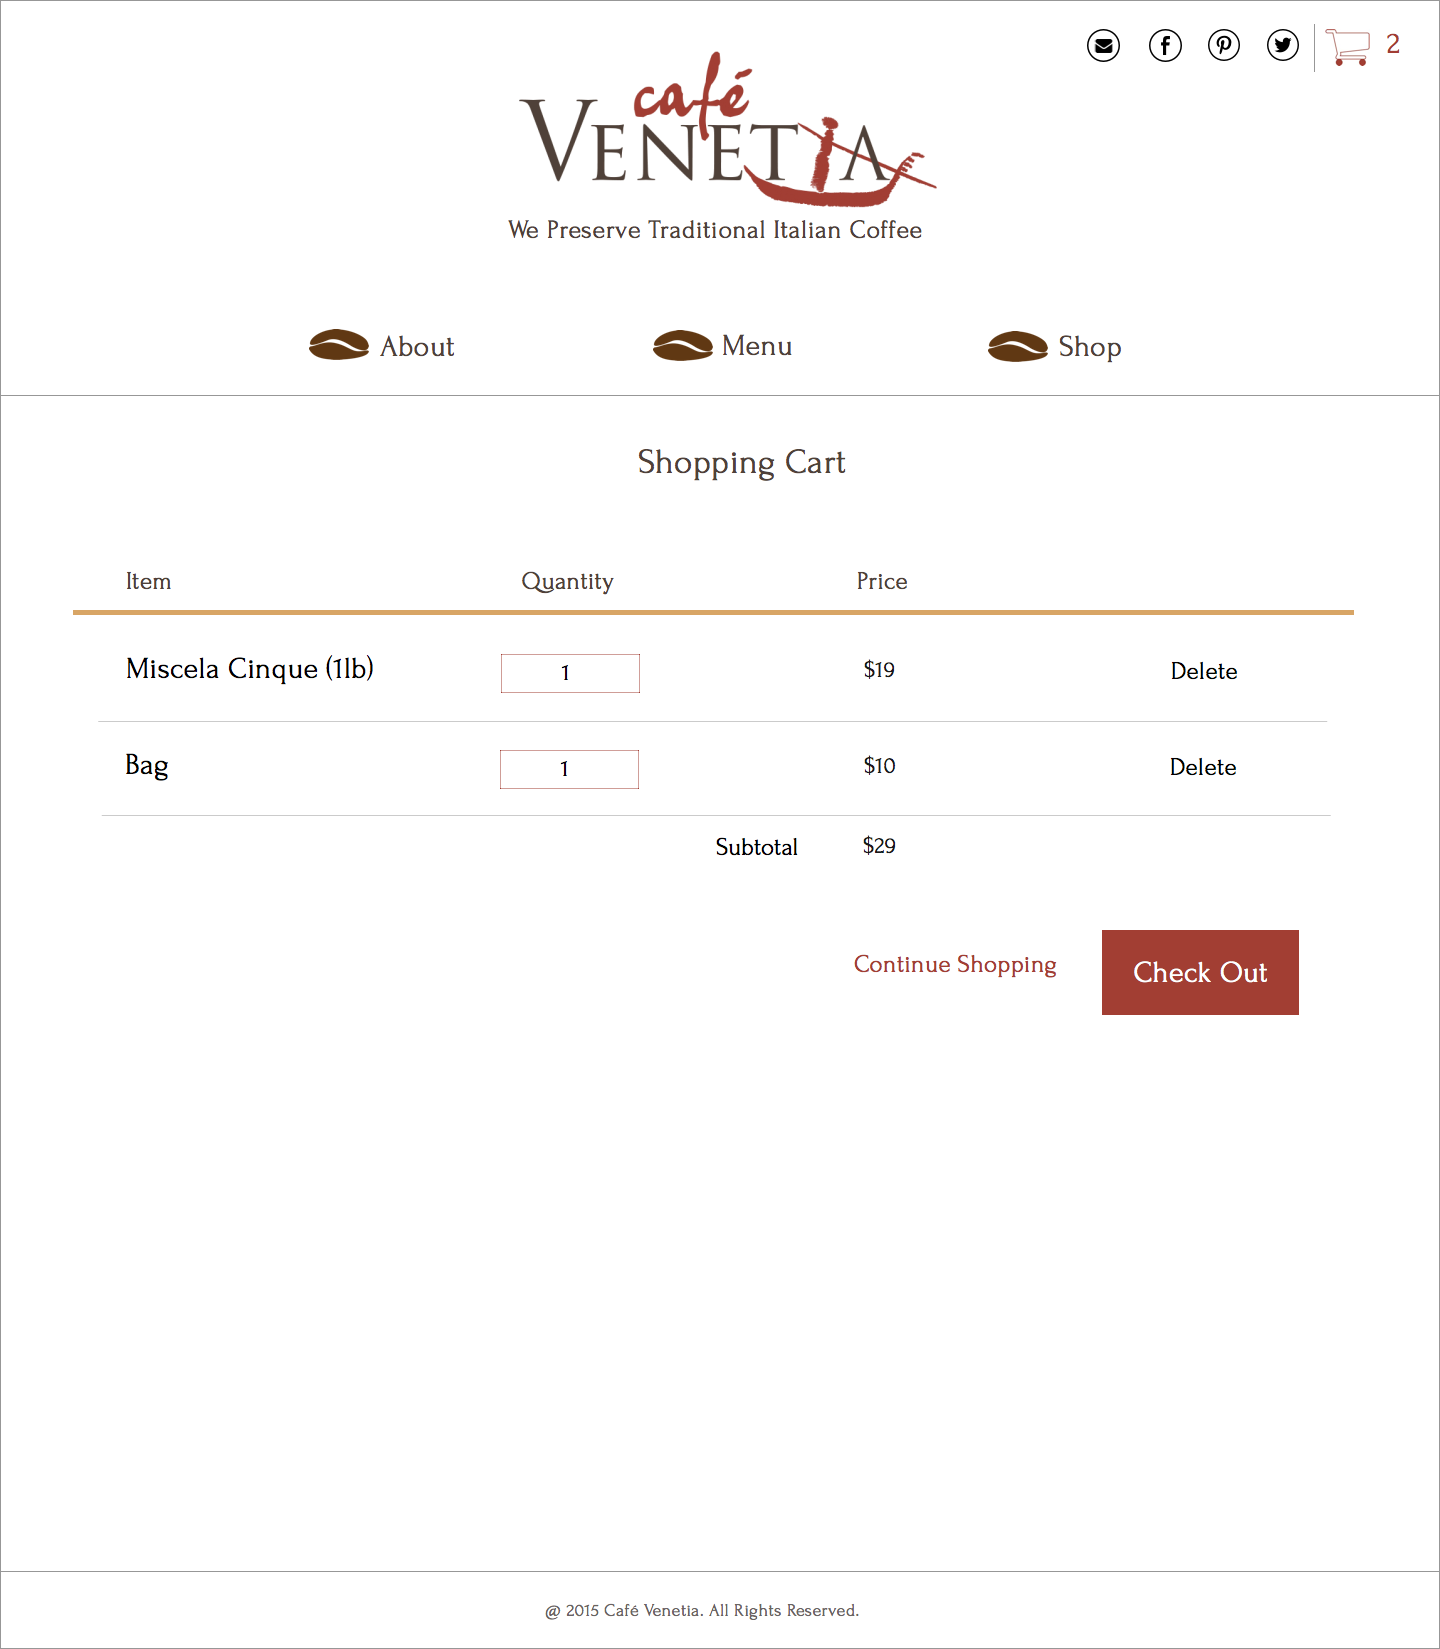 2
café
VENETIA
We Preserve Traditional Italian Coffee
About Menu Shop
Shopping Cart
Item Quantity Price
Miscela Cinque (1lb) 1 $19 Delete
Bag 1 $10 Delete
Subtotal $29
Continue Shopping Check Out
@ 2015 Café Venetia. All Rights Reserved.